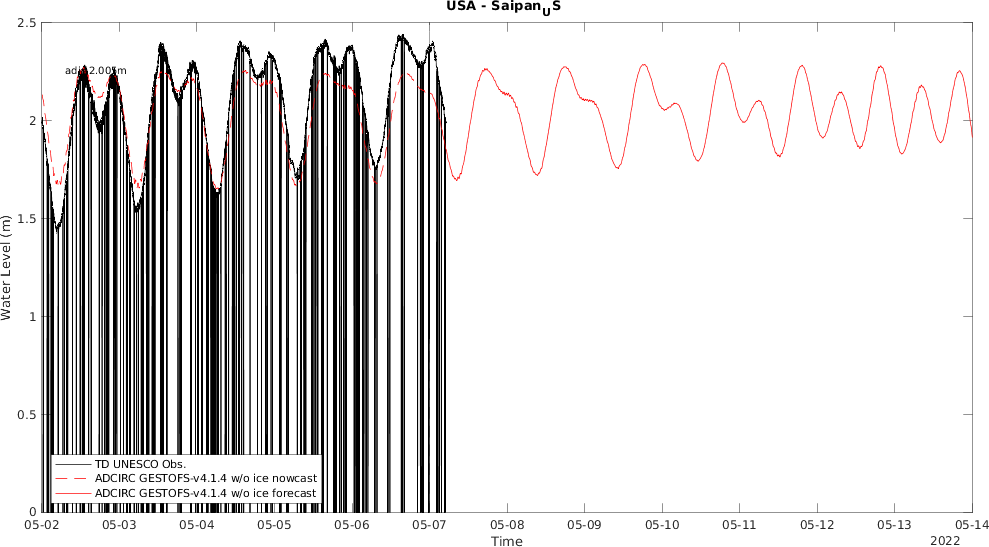 USA - SaipanUS
2.5
adj: 2.005m
2
1.5
1
0.5
0
Water Level (m)
TD UNESCO Obs.
ADCIRC GESTOFS-v4.1.4 w/o ice nowcast
ADCIRC GESTOFS-v4.1.4 w/o ice forecast
05-02 05-03 05-04 05-05 05-06 05-07 05-08 05-09 05-10 05-11 05-12 05-13 05-14
Time
2022